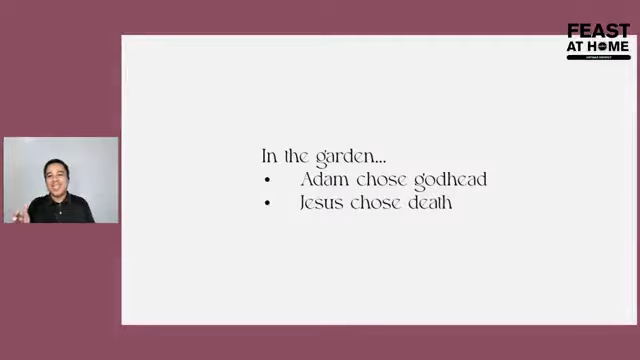 FEAST
AT HOME
In the garden...
• Adam chose godhead
• Jesus chose death